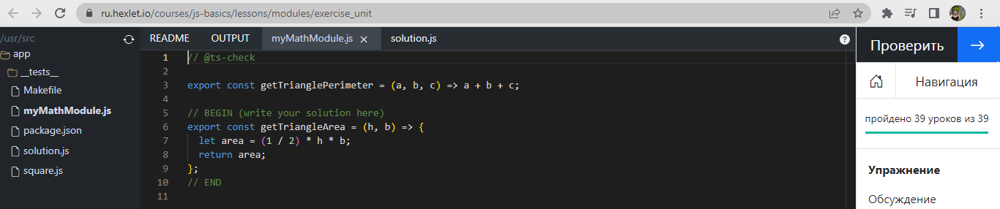 ru.hexlet.io/courses/js-basics/lessons/modules/exercise_unit
/usr/src
app
__tests__
Makefile
myMathModule.js
package.json
solution.js
square.js
README OUTPUT myMathModule.js × solution.js ?
1 // @ts-check
2
3 export const getTrianglePerimeter = (a, b, c) => a + b + c;
4
5 // BEGIN (write your solution here)
6 export const getTriangleArea = (h, b) => {
7 let area = (1 / 2) * h * b;
8 return area;
9 };
10 // END
11
Проверить →
Навигация
пройдено 39 уроков из 39
Упражнение
Обсуждение